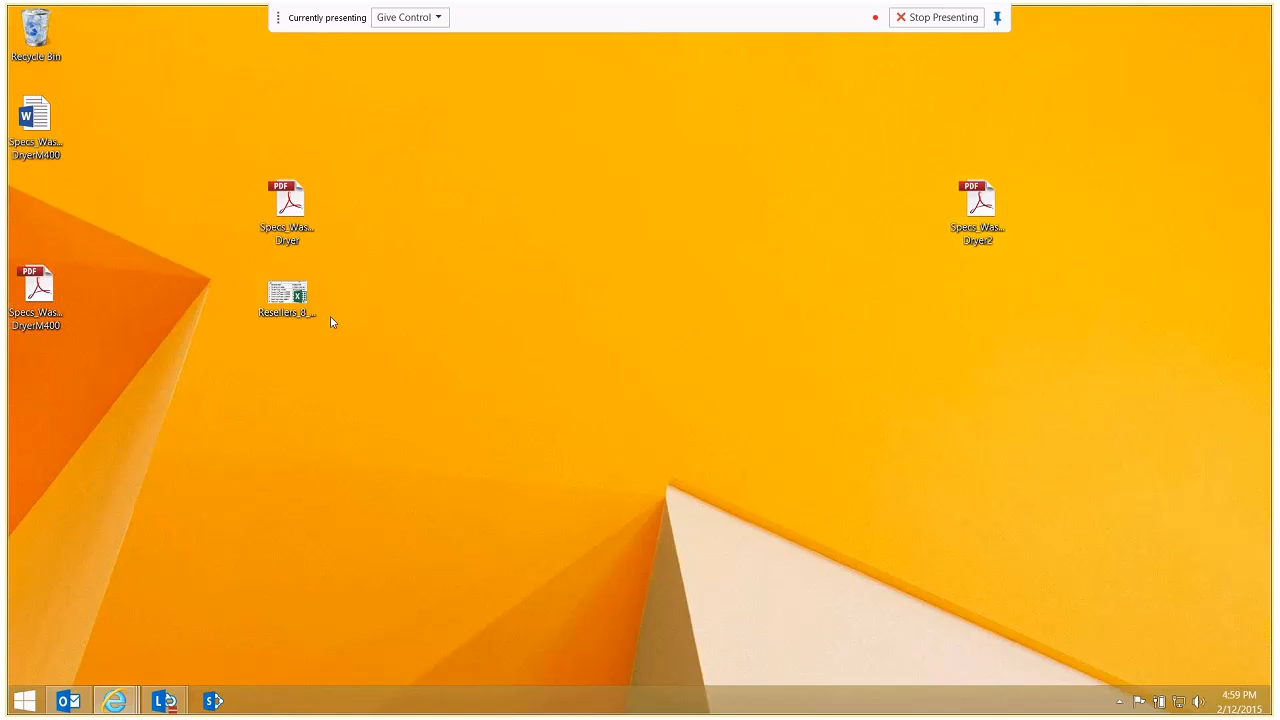 Currently presenting
Give Control
Stop Presenting
Recycle Bin
Specs_Was...
DryerM400
PDF
Specs_Was...
Dryer
PDF
Specs_Was...
Dryer2
PDF
Specs_Was...
DryerM400
Resellers_8_...
4:59 PM
2/12/2015